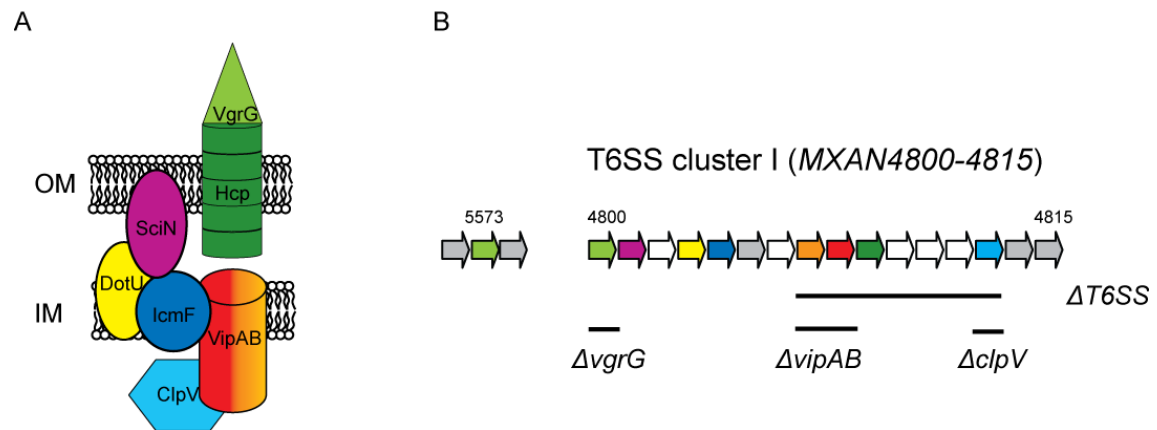 A
B
VgrG
T6SS cluster I (MXAN4800-4815)
OM
Hcp
SciN
5573
4800
4815
DotU
IM
IcmF
VipAB
ΔT6SS
ClpV
ΔvgrG
ΔvipAB
ΔclpV